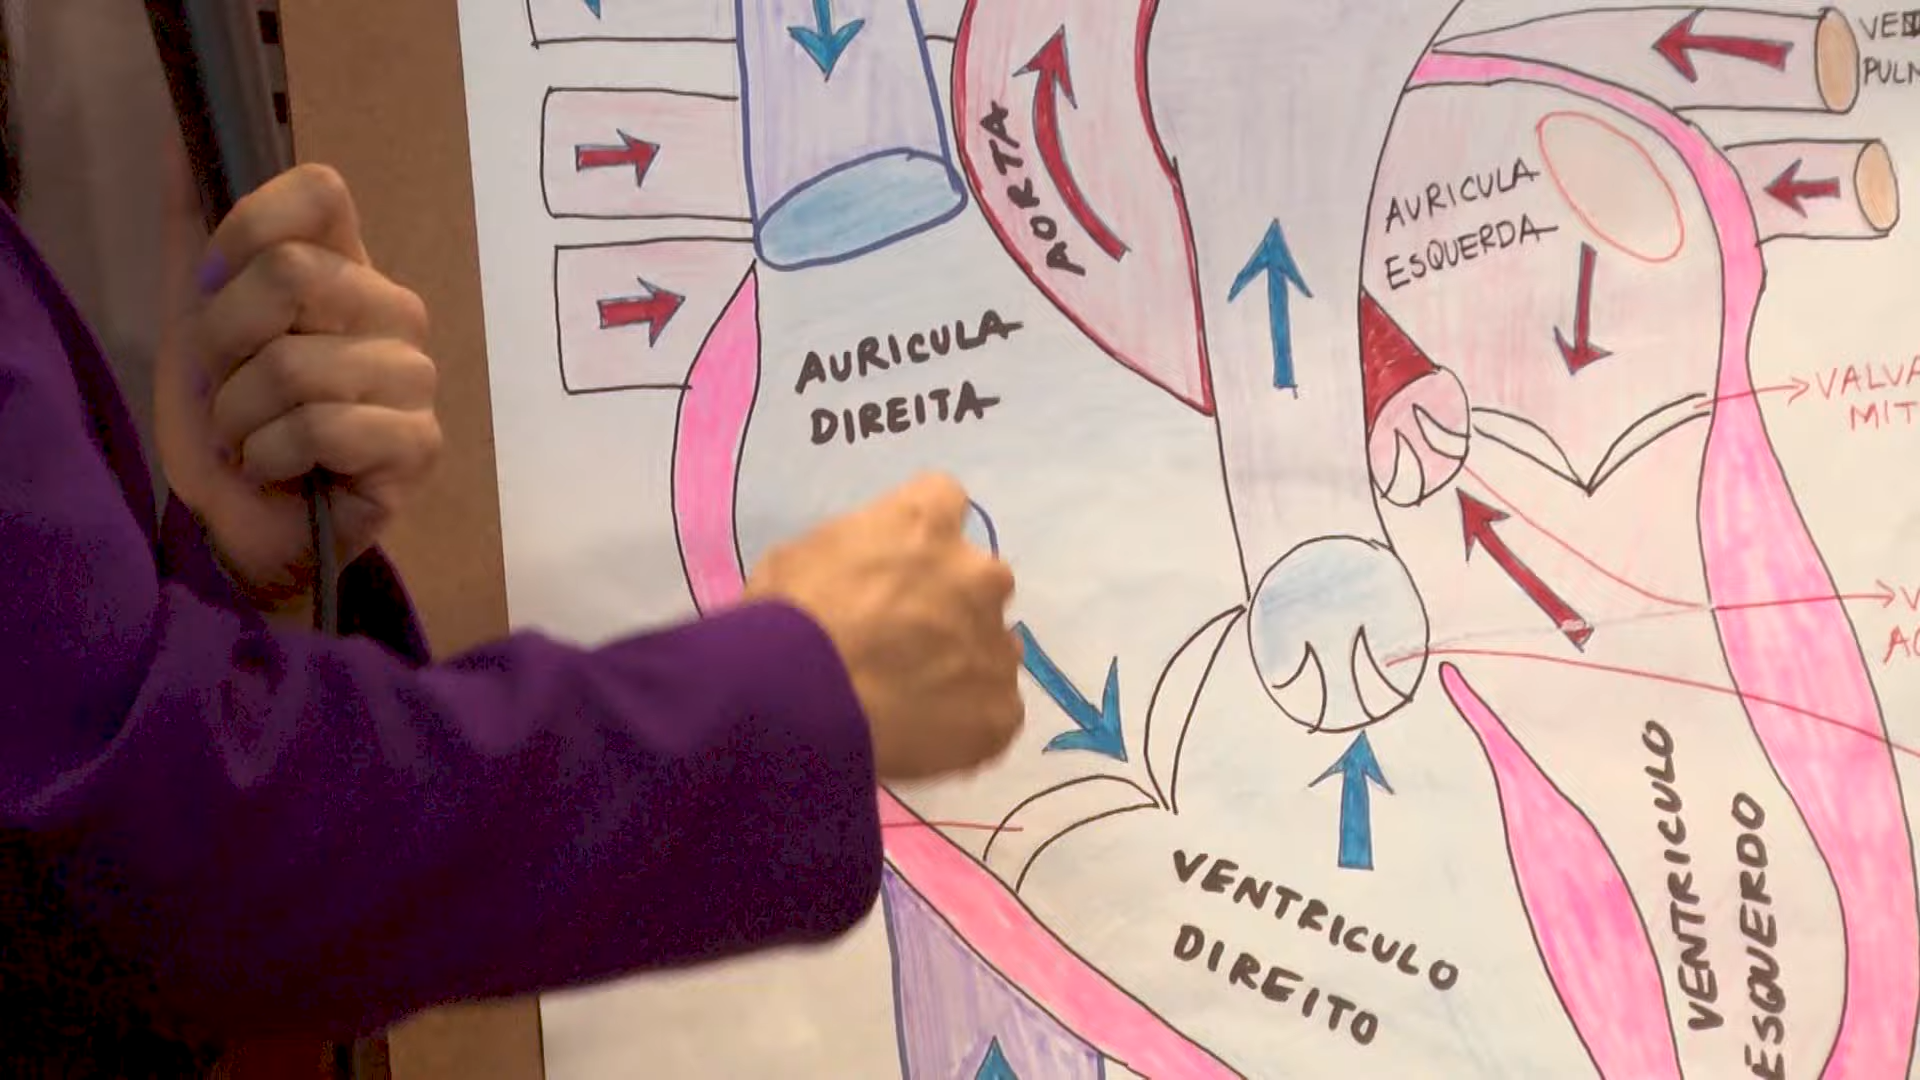 AORTA
AURICULA
ESQUERDA
AURICULA
DIREITA
VENTRICULO
DIREITO
VENTRICULO
ESQUERDO